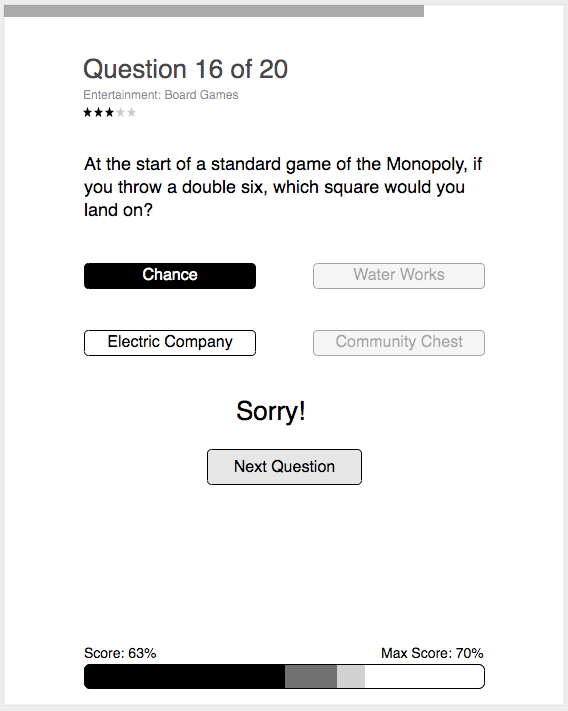 Question 16 of 20
Entertainment: Board Games
At the start of a standard game of the Monopoly, if
you throw a double six, which square would you
land on?
Chance
Water Works
Electric Company
Community Chest
Sorry!
Next Question
Score: 63%
Max Score: 70%